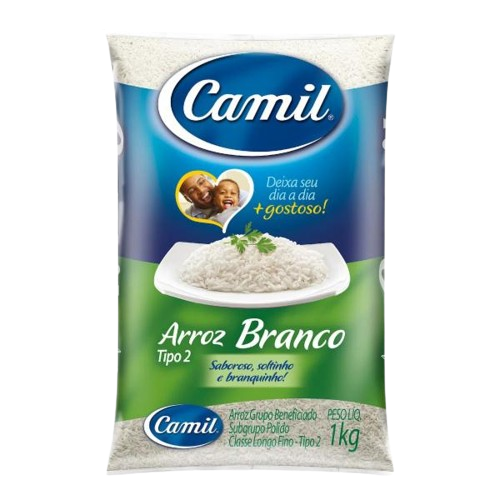 Camil®
Deixa seu
dia a dia
+gostoso!
Arroz Branco
Tipo 2
Saboroso, soltinho
e branquinho!
Camil
Arroz Grupo Beneficiado
Subgrupo Polido
Classe Longo Fino - Tipo 2
PESO LÍQ.
1kg